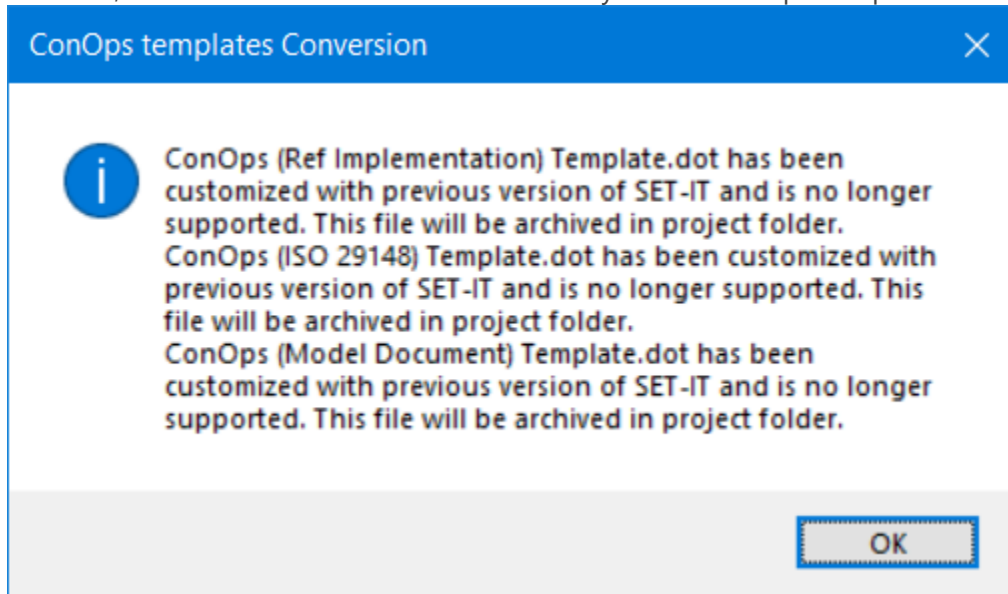 ConOps templates Conversion
ConOps (Ref Implementation) Template.dot has been
customized with previous version of SET-IT and is no longer
supported. This file will be archived in project folder.
ConOps (ISO 29148) Template.dot has been customized with
previous version of SET-IT and is no longer supported. This
file will be archived in project folder.
ConOps (Model Document) Template.dot has been
customized with previous version of SET-IT and is no longer
supported. This file will be archived in project folder.
OK